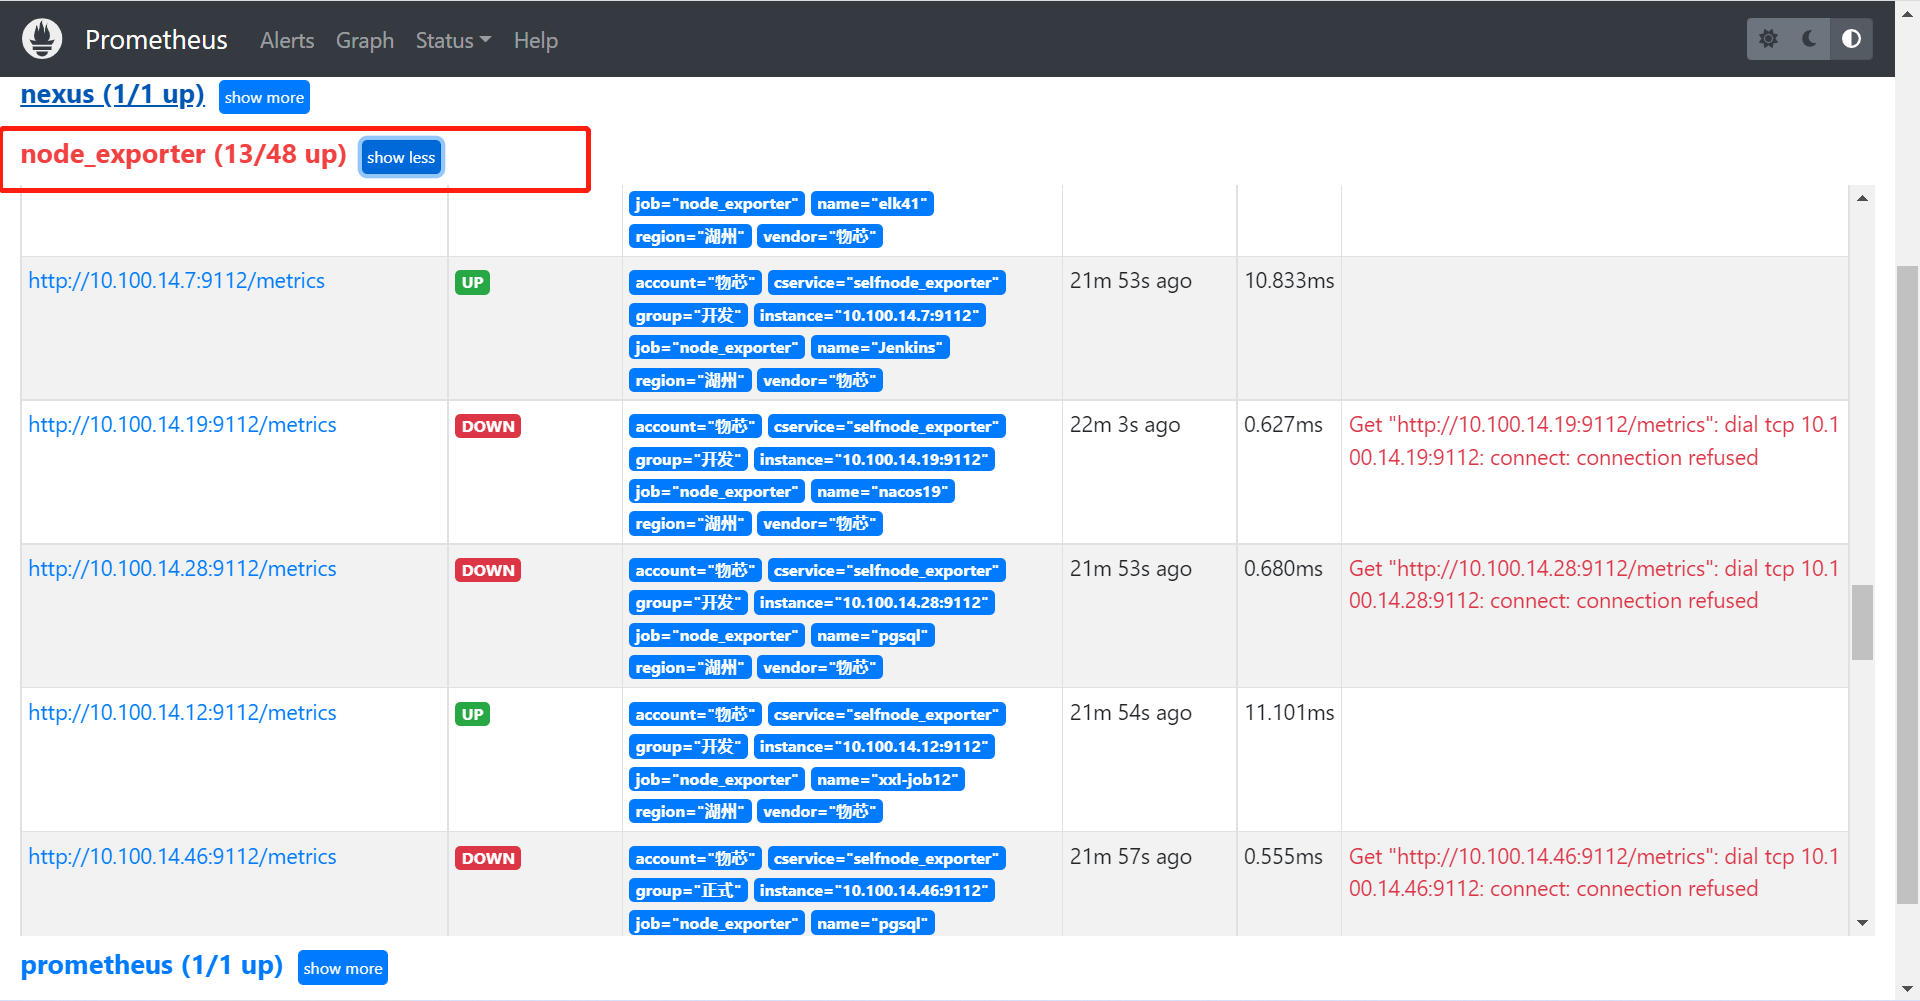 Prometheus Alerts Graph Status Help
nexus (1/1 up) show more
node_exporter (13/48 up) show less
job="node_exporter" name="elk41"
region="湖州" vendor="物芯"
http://10.100.14.7:9112/metrics UP account="物芯" cservice="selfnode_exporter" 21m 53s ago 10.833ms
group="开发" instance="10.100.14.7:9112"
job="node_exporter" name="Jenkins"
region="湖州" vendor="物芯"
http://10.100.14.19:9112/metrics DOWN account="物芯" cservice="selfnode_exporter" 22m 3s ago 0.627ms Get "http://10.100.14.19:9112/metrics": dial tcp 10.1
group="开发" instance="10.100.14.19:9112" 00.14.19:9112: connect: connection refused
job="node_exporter" name="nacos19"
region="湖州" vendor="物芯"
http://10.100.14.28:9112/metrics DOWN account="物芯" cservice="selfnode_exporter" 21m 53s ago 0.680ms Get "http://10.100.14.28:9112/metrics": dial tcp 10.1
group="开发" instance="10.100.14.28:9112" 00.14.28:9112: connect: connection refused
job="node_exporter" name="pgsql"
region="湖州" vendor="物芯"
http://10.100.14.12:9112/metrics UP account="物芯" cservice="selfnode_exporter" 21m 54s ago 11.101ms
group="开发" instance="10.100.14.12:9112"
job="node_exporter" name="xxl-job12"
region="湖州" vendor="物芯"
http://10.100.14.46:9112/metrics DOWN account="物芯" cservice="selfnode_exporter" 21m 57s ago 0.555ms Get "http://10.100.14.46:9112/metrics": dial tcp 10.1
group="正式" instance="10.100.14.46:9112" 00.14.46:9112: connect: connection refused
job="node_exporter" name="pgsql"
prometheus (1/1 up) show more